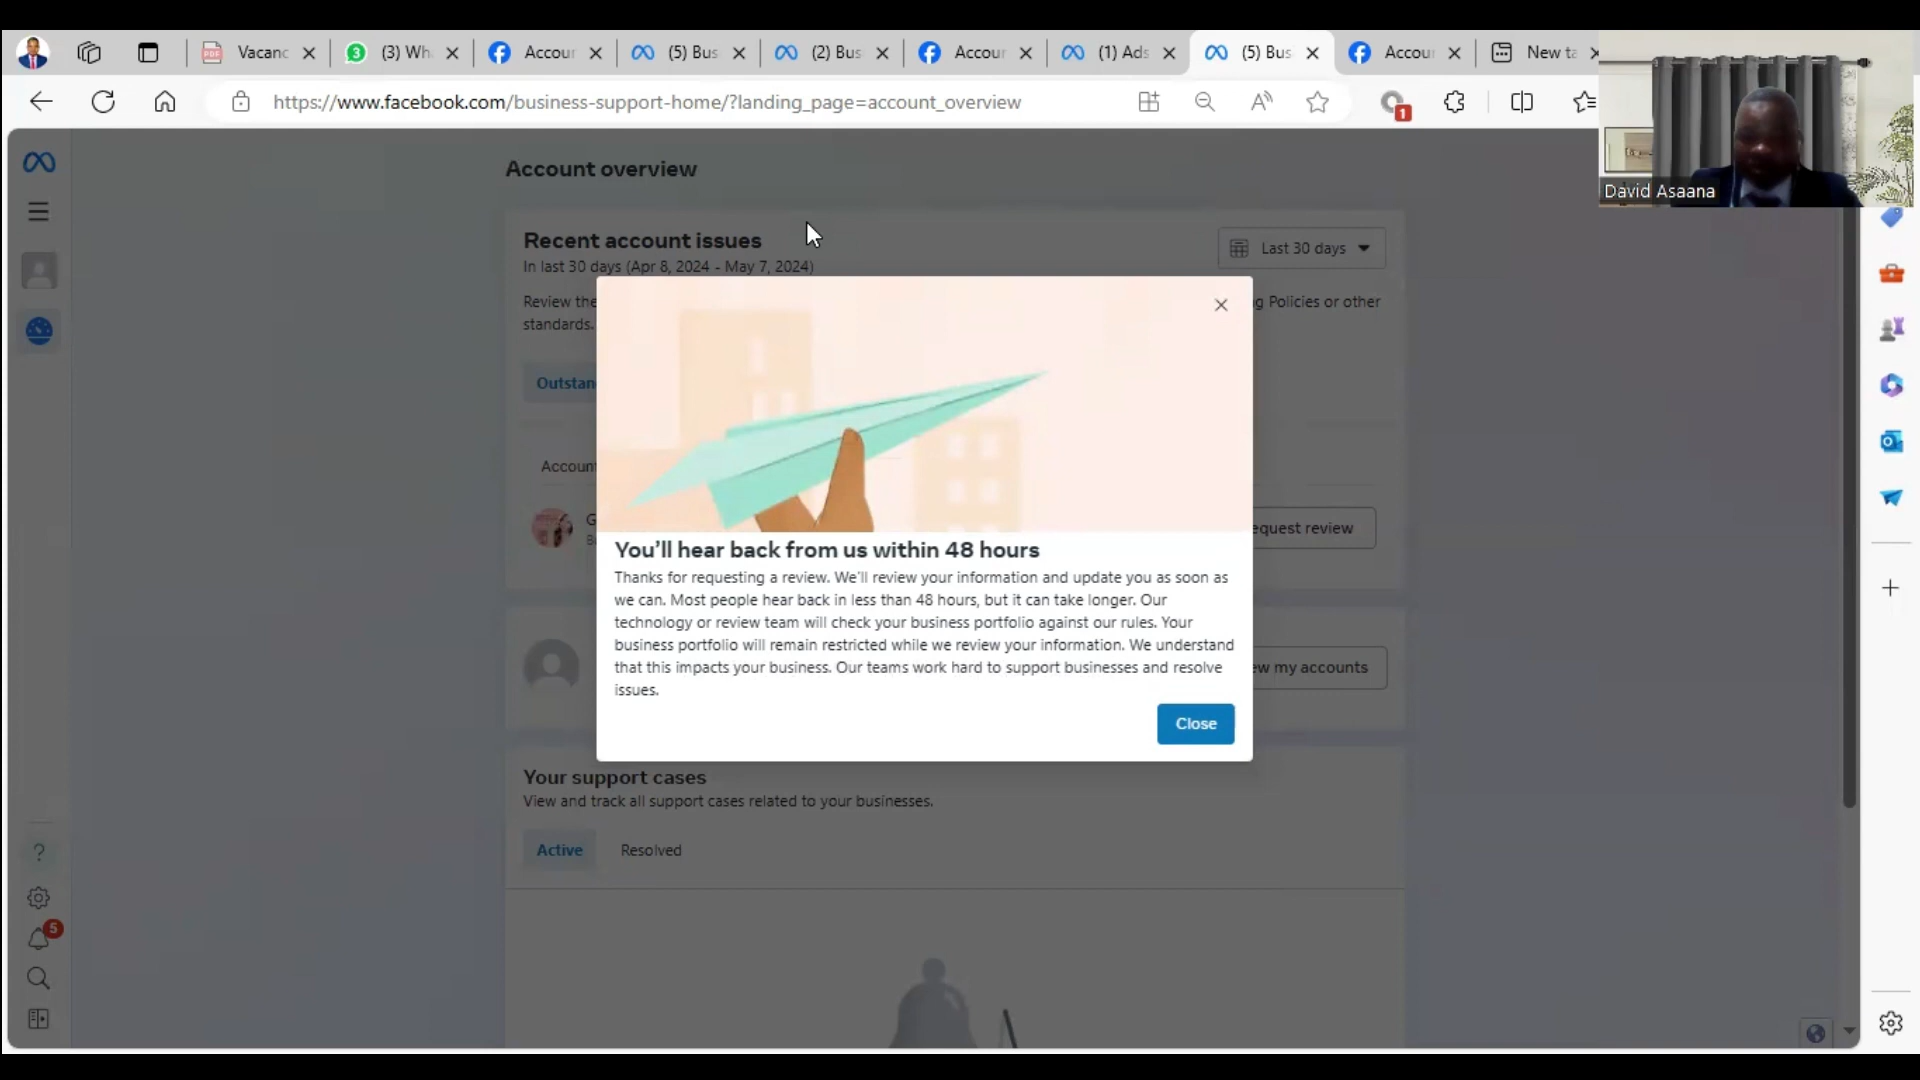 Vacanc
3
(3) Wh
Accour
(5) Bus
(2) Bus
Accour
(1) Ads
(5) Bus
Accour
New ta
https://www.facebook.com/business-support-home/?landing_page=account_overview
1
David Asaana
Account overview
Recent account issues
In last 30 days (Apr 8, 2024 - May 7, 2024)
Last 30 days
Review the
g Policies or other
standards.
Outstan
Account
G
equest review
You'll hear back from us within 48 hours
Thanks for requesting a review. We'll review your information and update you as soon as
we can. Most people hear back in less than 48 hours, but it can take longer. Our
technology or review team will check your business portfolio against our rules. Your
business portfolio will remain restricted while we review your information. We understand
that this impacts your business. Our teams work hard to support businesses and resolve
issues.
ew my accounts
Close
Your support cases
View and track all support cases related to your businesses.
Active
Resolved
5